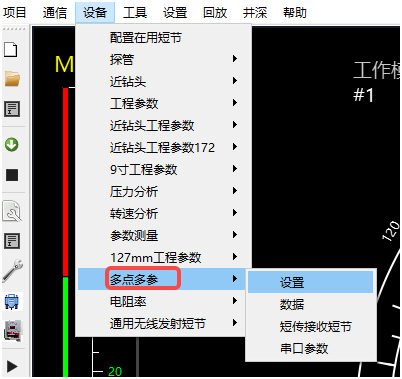 项目 通信 设备 工具 设置 回放 井深 帮助
配置在用短节
探管
近钻头
工程参数
近钻头工程参数
近钻头工程参数172
9寸工程参数
压力分析
转速分析
参数测量
127mm工程参数
多点多参
电阻率
通用无线发射短节
设置
数据
短传接收短节
串口参数
M
#1
120
20